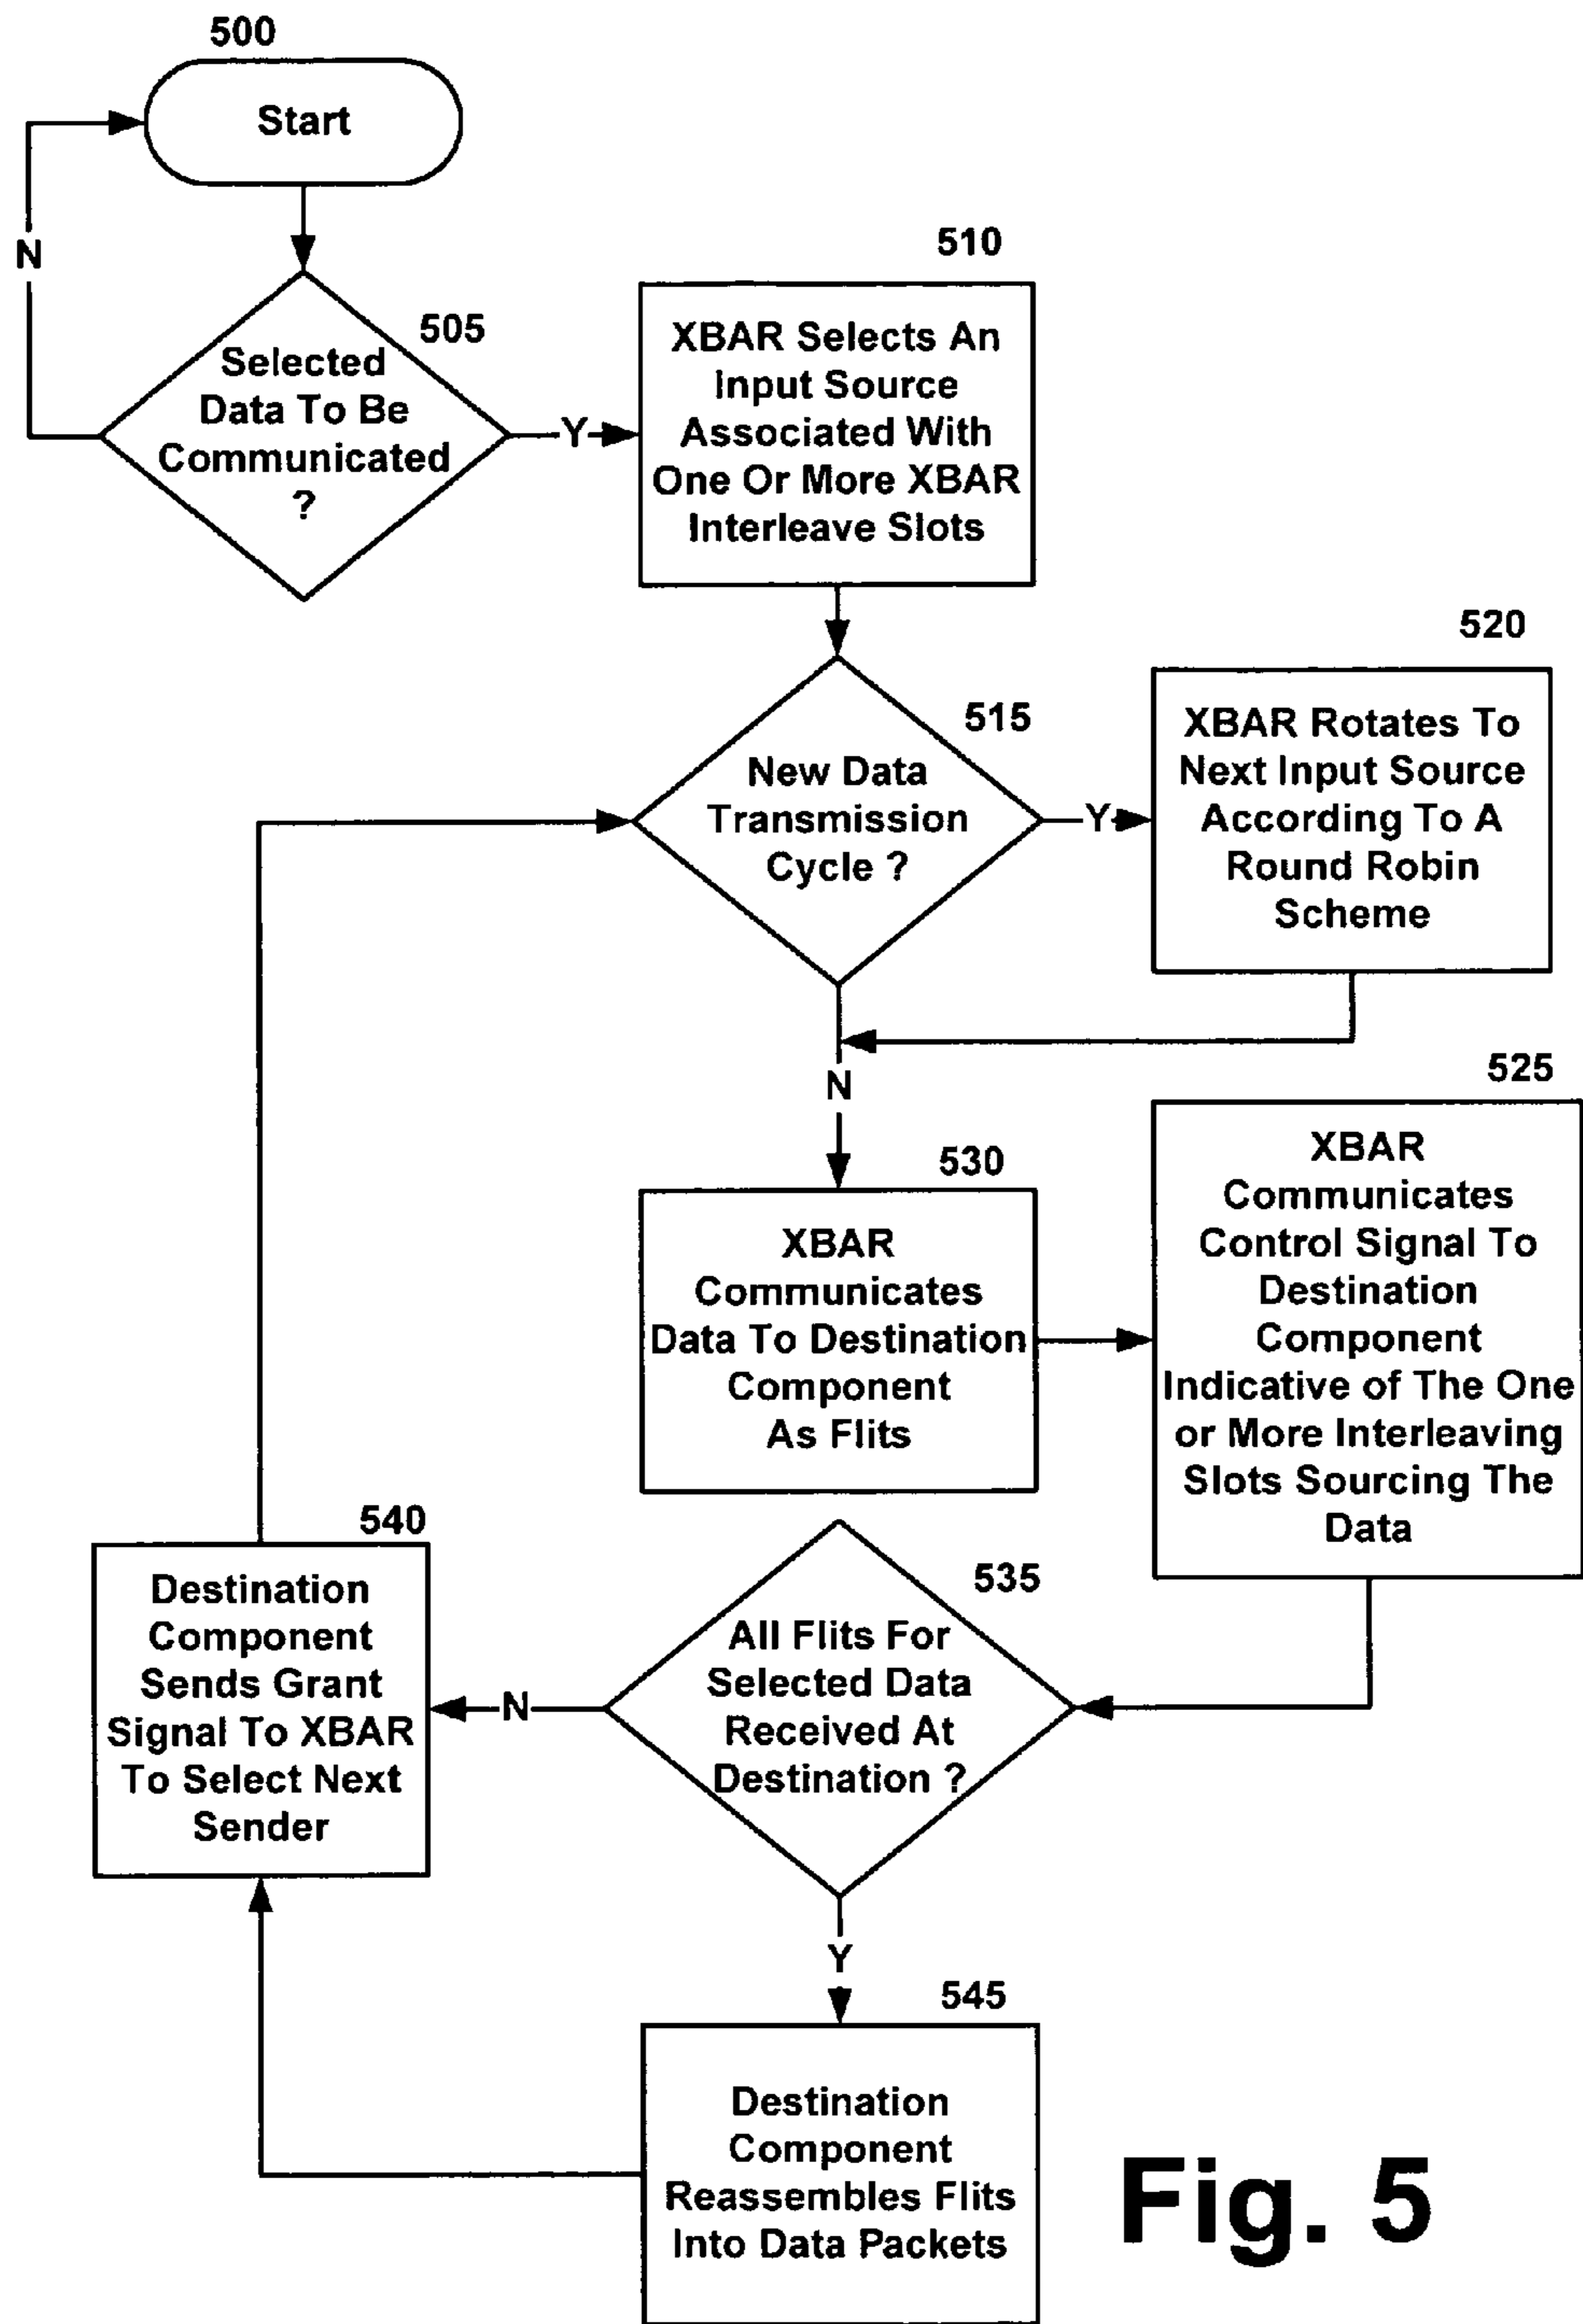 500
Start
N
505
Selected
Data To Be
Communicated
?
Y
510
XBAR Selects An
Input Source
Associated With
One Or More XBAR
Interleave Slots
515
New Data
Transmission
Cycle ?
Y
520
XBAR Rotates To
Next Input Source
According To A
Round Robin
Scheme
N
530
XBAR
Communicates
Data To Destination
Component
As Flits
525
XBAR
Communicates
Control Signal To
Destination
Component
Indicative of The One
or More Interleaving
Slots Sourcing The
Data
535
All Flits For
Selected Data
Received At
Destination ?
N
540
Destination
Component
Sends Grant
Signal To XBAR
To Select Next
Sender
Y
545
Destination
Component
Reassembles Flits
Into Data Packets
Fig. 5